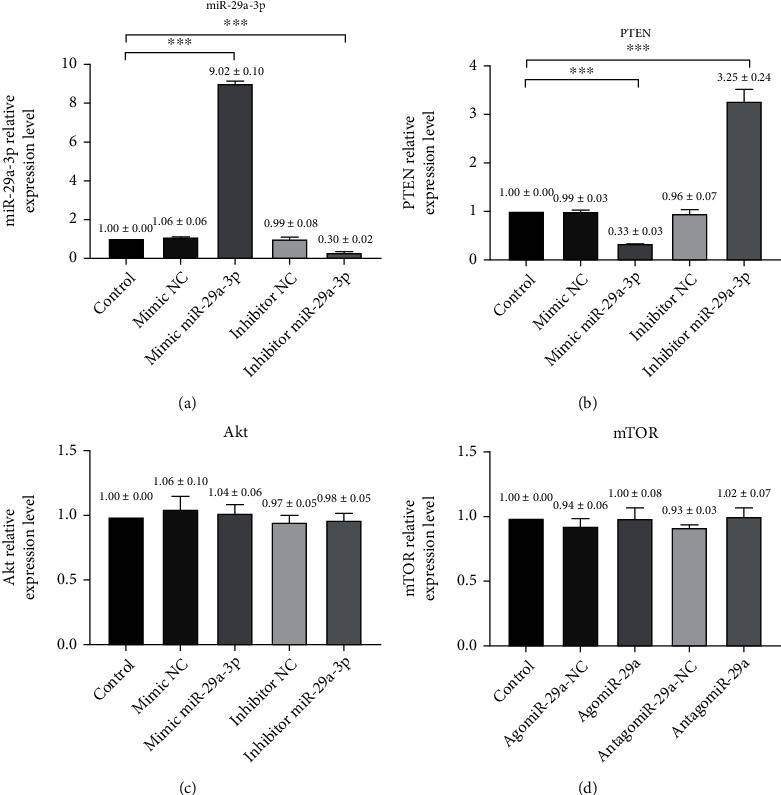 miR-29a-3p
***
***
miR-29a-3p relative
expression level
10
8
6
4
2
0
1.00 ± 0.00
1.06 ± 0.06
9.02 ± 0.10
0.99 ± 0.08
0.30 ± 0.02
Control
Mimic NC
Mimic miR-29a-3p
Inhibitor NC
Inhibitor miR-29a-3p
(a)
PTEN
***
***
PTEN relative
expression level
4
3
2
1
0
1.00 ± 0.00
0.99 ± 0.03
0.33 ± 0.03
0.96 ± 0.07
3.25 ± 0.24
Control
Mimic NC
Mimic miR-29a-3p
Inhibitor NC
Inhibitor miR-29a-3p
(b)
Akt
Akt relative
expression level
1.5
1.0
0.5
0.0
1.00 ± 0.00
1.06 ± 0.10
1.04 ± 0.06
0.97 ± 0.05
0.98 ± 0.05
Control
Mimic NC
Mimic miR-29a-3p
Inhibitor NC
Inhibitor miR-29a-3p
(c)
mTOR
mTOR relative
expression level
1.5
1.0
0.5
0.0
1.00 ± 0.00
0.94 ± 0.06
1.00 ± 0.08
0.93 ± 0.03
1.02 ± 0.07
Control
AgomiR-29a-NC
AgomiR-29a
AntagomiR-29a-NC
AntagomiR-29a
(d)